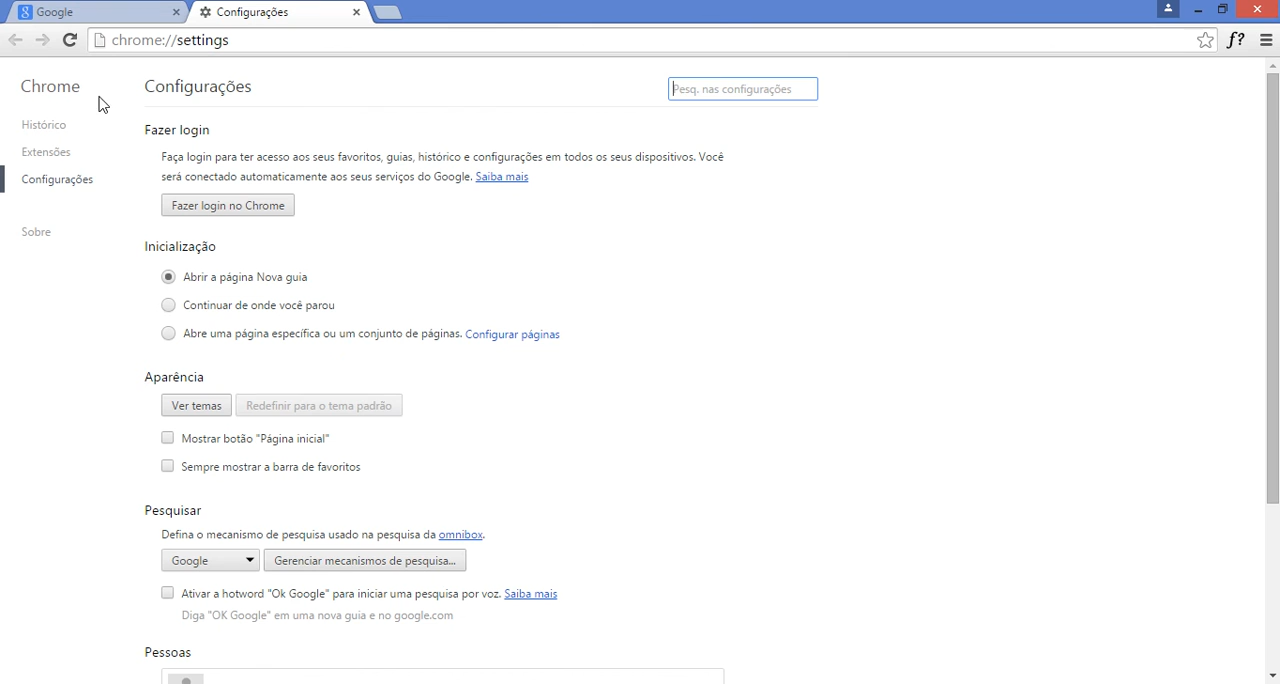 Google
Configurações
chrome://settings
f?
Chrome
Configurações
Pesq. nas configurações
Histórico
Extensões
Configurações
Sobre
Fazer login
Faça login para ter acesso aos seus favoritos, guias, histórico e configurações em todos os seus dispositivos. Você
será conectado automaticamente aos seus serviços do Google. Saiba mais
Fazer login no Chrome
Inicialização
Abrir a página Nova guia
Continuar de onde você parou
Abre uma página específica ou um conjunto de páginas. Configurar páginas
Aparência
Ver temas Redefinir para o tema padrão
Mostrar botão "Página inicial"
Sempre mostrar a barra de favoritos
Pesquisar
Defina o mecanismo de pesquisa usado na pesquisa da omnibox.
Google Gerenciar mecanismos de pesquisa...
Ativar a hotword "Ok Google" para iniciar uma pesquisa por voz. Saiba mais
Diga "OK Google" em uma nova guia e no google.com
Pessoas